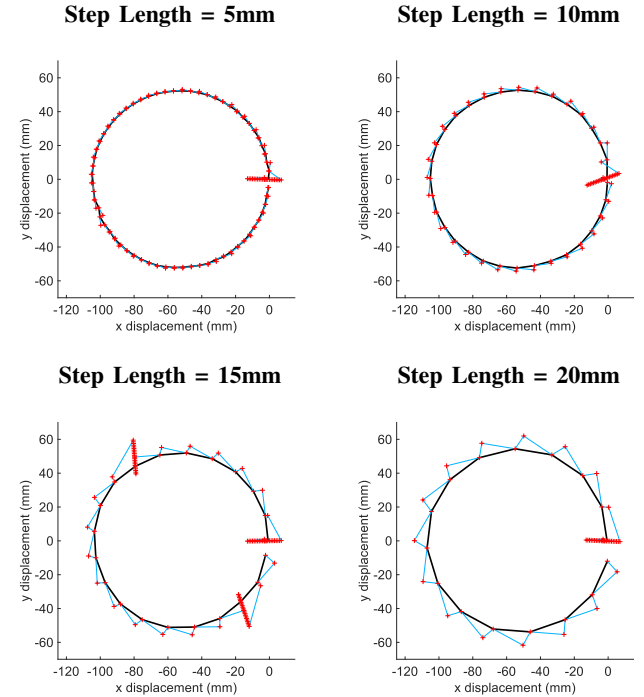 Step Length = 5mm
Step Length = 10mm
60
40
20
0
-20
-40
-60
y displacement (mm)
-120 -100 -80 -60 -40 -20 0
x displacement (mm)
60
40
20
0
-20
-40
-60
y displacement (mm)
-120 -100 -80 -60 -40 -20 0
x displacement (mm)
Step Length = 15mm
Step Length = 20mm
60
40
20
0
-20
-40
-60
y displacement (mm)
-120 -100 -80 -60 -40 -20 0
x displacement (mm)
60
40
20
0
-20
-40
-60
y displacement (mm)
-120 -100 -80 -60 -40 -20 0
x displacement (mm)